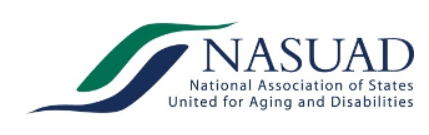 NASUAD
National Association of States
United for Aging and Disabilities